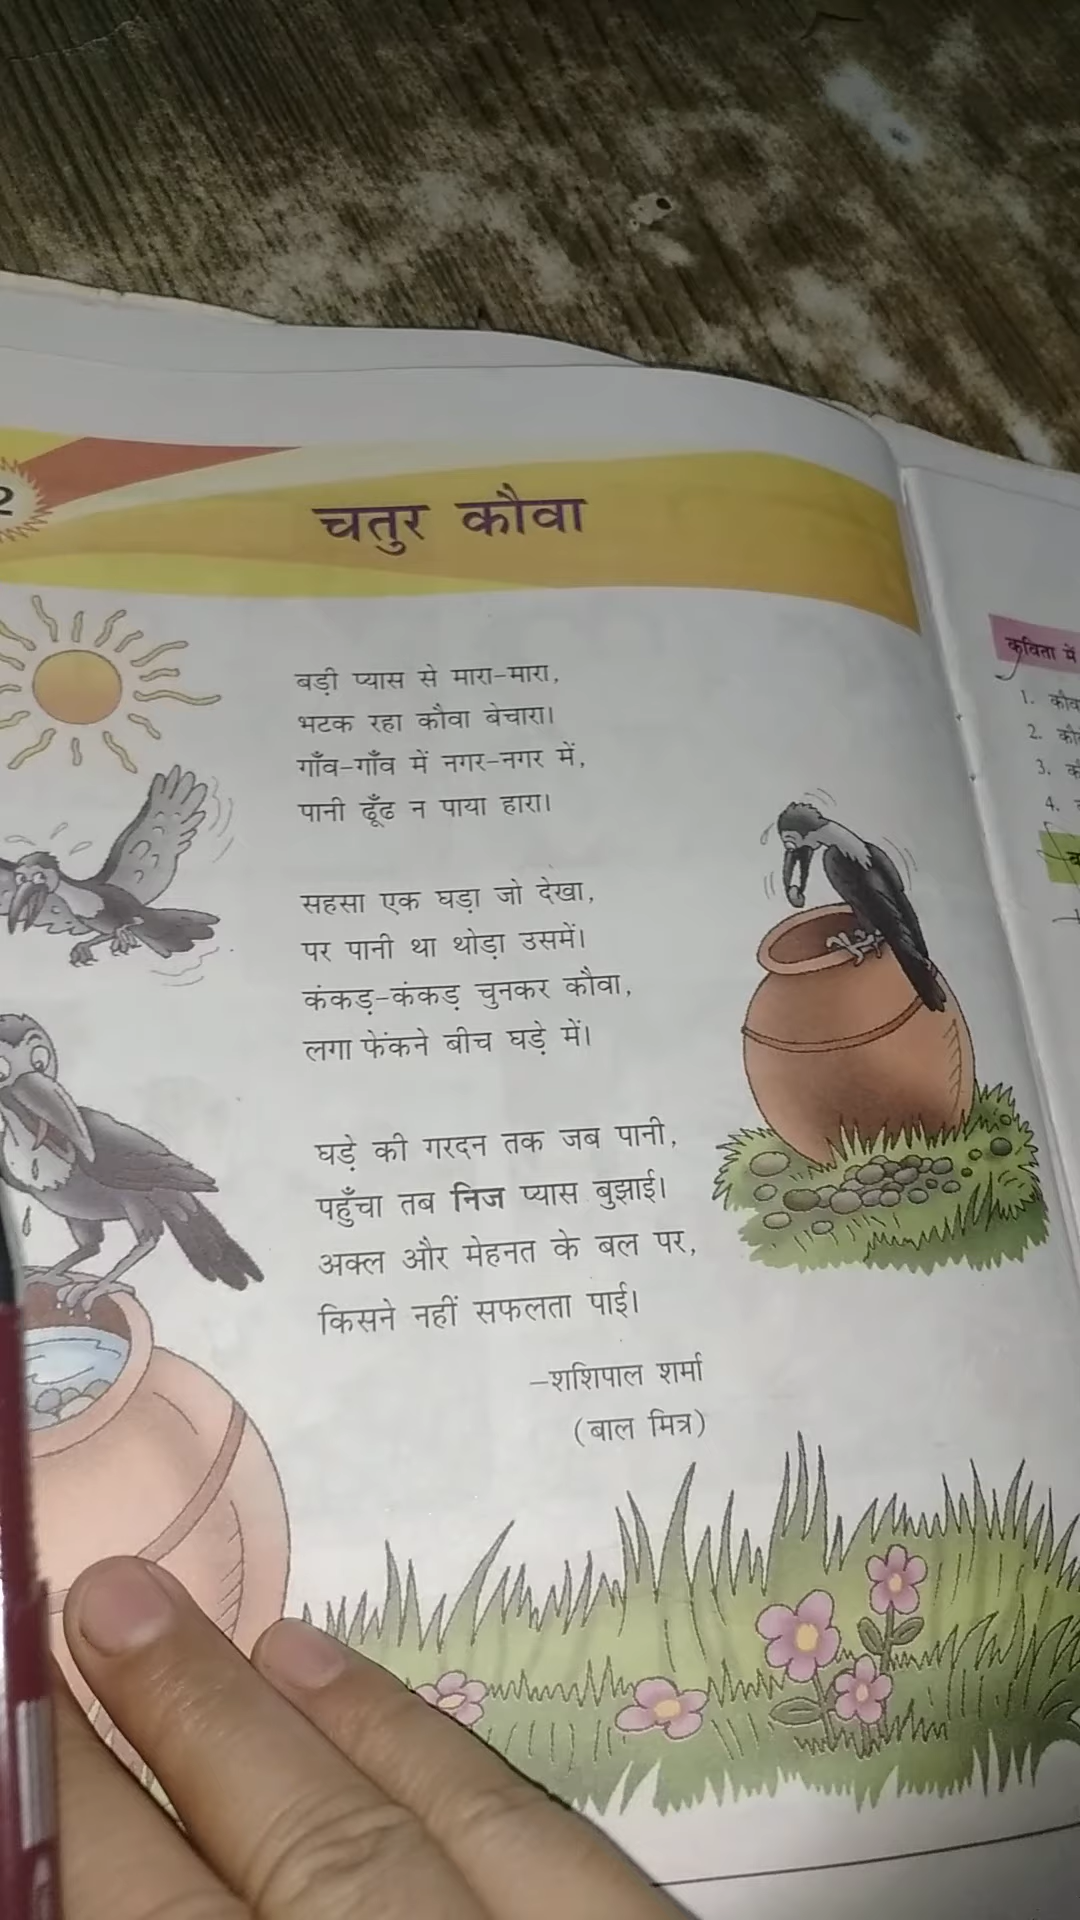 2
चतुर कौवा
बड़ी प्यास से मारा-मारा,
भटक रहा कौवा बेचारा।
गाँव-गाँव में नगर-नगर में,
पानी ढूँढ न पाया हारा।
सहसा एक घड़ा जो देखा,
पर पानी था थोड़ा उसमें।
कंकड़-कंकड़ चुनकर कौवा,
लगा फेंकने बीच घड़े में।
घड़े की गरदन तक जब पानी,
पहुँचा तब निज प्यास बुझाई।
अक्ल और मेहनत के बल पर,
किसने नहीं सफलता पाई।
–शशिपाल शर्मा
(बाल मित्र)
कविता में
1.
2.
3.
4.